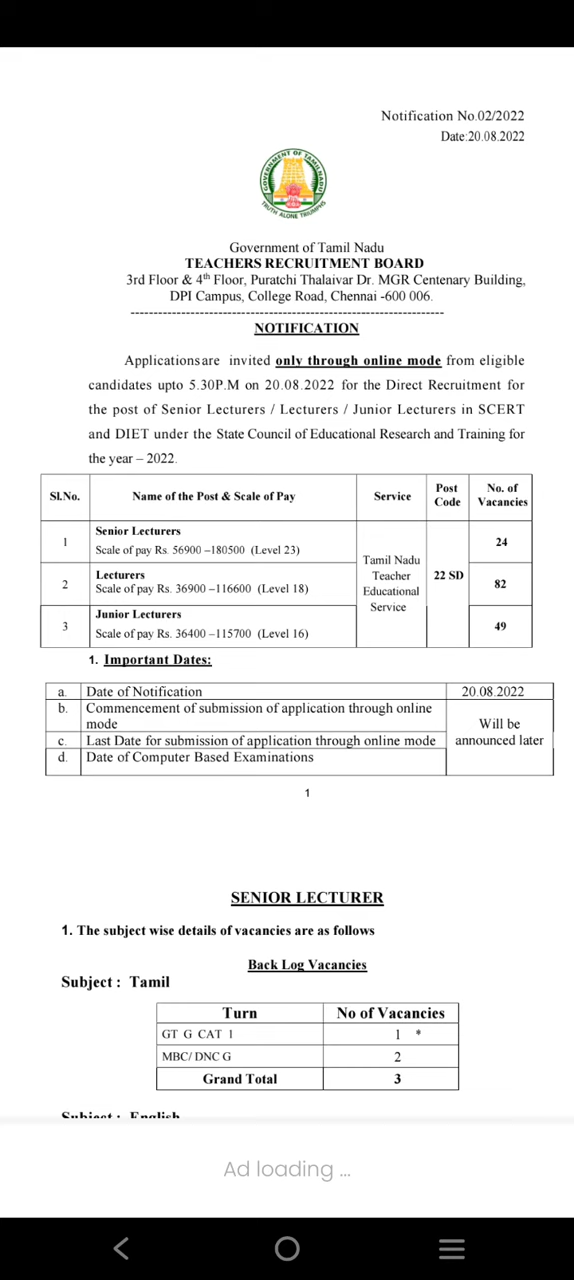 Notification No.02/2022
Date:20.08.2022
GOVERNMENT OF TAMILNADU
TRUTH ALONE TRIUMPHS
Government of Tamil Nadu
TEACHERS RECRUITMENT BOARD
3rd Floor & 4th Floor, Puratchi Thalaivar Dr. MGR Centenary Building,
DPI Campus, College Road, Chennai -600 006.
--------------------------------------------------------------------
NOTIFICATION
Applications are invited only through online mode from eligible
candidates upto 5.30P.M on 20.08.2022 for the Direct Recruitment for
the post of Senior Lecturers / Lecturers / Junior Lecturers in SCERT
and DIET under the State Council of Educational Research and Training for
the year – 2022.
Sl.No. Name of the Post & Scale of Pay Service Post Code No. of Vacancies
1 Senior Lecturers
Scale of pay Rs. 56900 –180500 (Level 23) 24
2 Lecturers
Scale of pay Rs. 36900 –116600 (Level 18) Tamil Nadu Teacher Educational Service 22 SD 82
3 Junior Lecturers
Scale of pay Rs. 36400 –115700 (Level 16) 49
1. Important Dates:
a. Date of Notification 20.08.2022
b. Commencement of submission of application through online
mode Will be
c. Last Date for submission of application through online mode announced later
d. Date of Computer Based Examinations
1
SENIOR LECTURER
1. The subject wise details of vacancies are as follows
Back Log Vacancies
Subject : Tamil
Turn No of Vacancies
GT G CAT 1 1 *
MBC/ DNC G 2
Grand Total 3
Subject : English
Ad loading ...